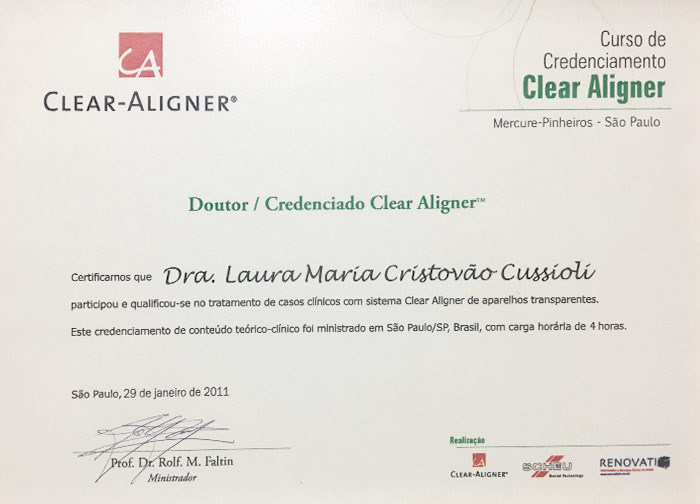 CA
CLEAR-ALIGNER®
Curso de
Credenciamento
Clear Aligner
Mercure-Pinheiros - São Paulo
Doutor / Credenciado Clear Aligner™
Certificamos que Dra. Laura Maria Cristovão Cussioli
participou e qualificou-se no tratamento de casos clínicos com sistema Clear Aligner de aparelhos transparentes.
Este credenciamento de conteúdo teórico-clínico foi ministrado em São Paulo/SP, Brasil, com carga horária de 4 horas.
São Paulo, 29 de janeiro de 2011
Prof. Dr. Rolf. M. Faltin
Ministrador
Realização
CA
CLEAR-ALIGNER®
SCHEU
Dental Technology
RENOVATI